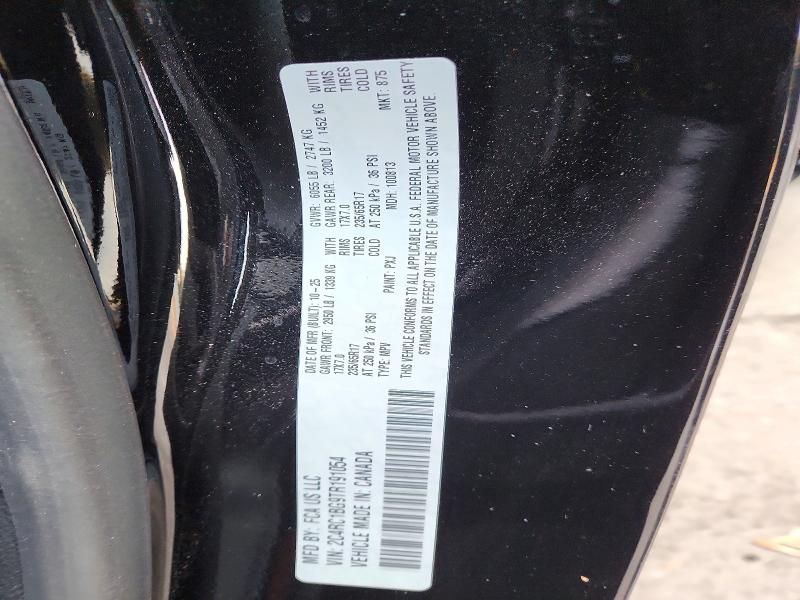 MFD BY: FCA US LLC
VIN: 2C4RC1BG9TR191054
VEHICLE MADE IN: CANADA
DATE OF MFR (BUILT): 10-25 GVWR: 6055 LB / 2747 KG
GAWR FRONT: 2950 LB / 1339 KG WITH GAWR REAR: 3200 LB / 1452 KG WITH
17X7.0 RIMS 17X7.0 RIMS
235/65R17 TIRES 235/65R17 TIRES
AT 250 kPa / 36 PSI COLD AT 250 kPa / 36 PSI COLD
TYPE: MPV PAINT: PXJ MDH: 100813 MKT: 875
THIS VEHICLE CONFORMS TO ALL APPLICABLE U.S.A. FEDERAL MOTOR VEHICLE SAFETY
STANDARDS IN EFFECT ON THE DATE OF MANUFACTURE SHOWN ABOVE.